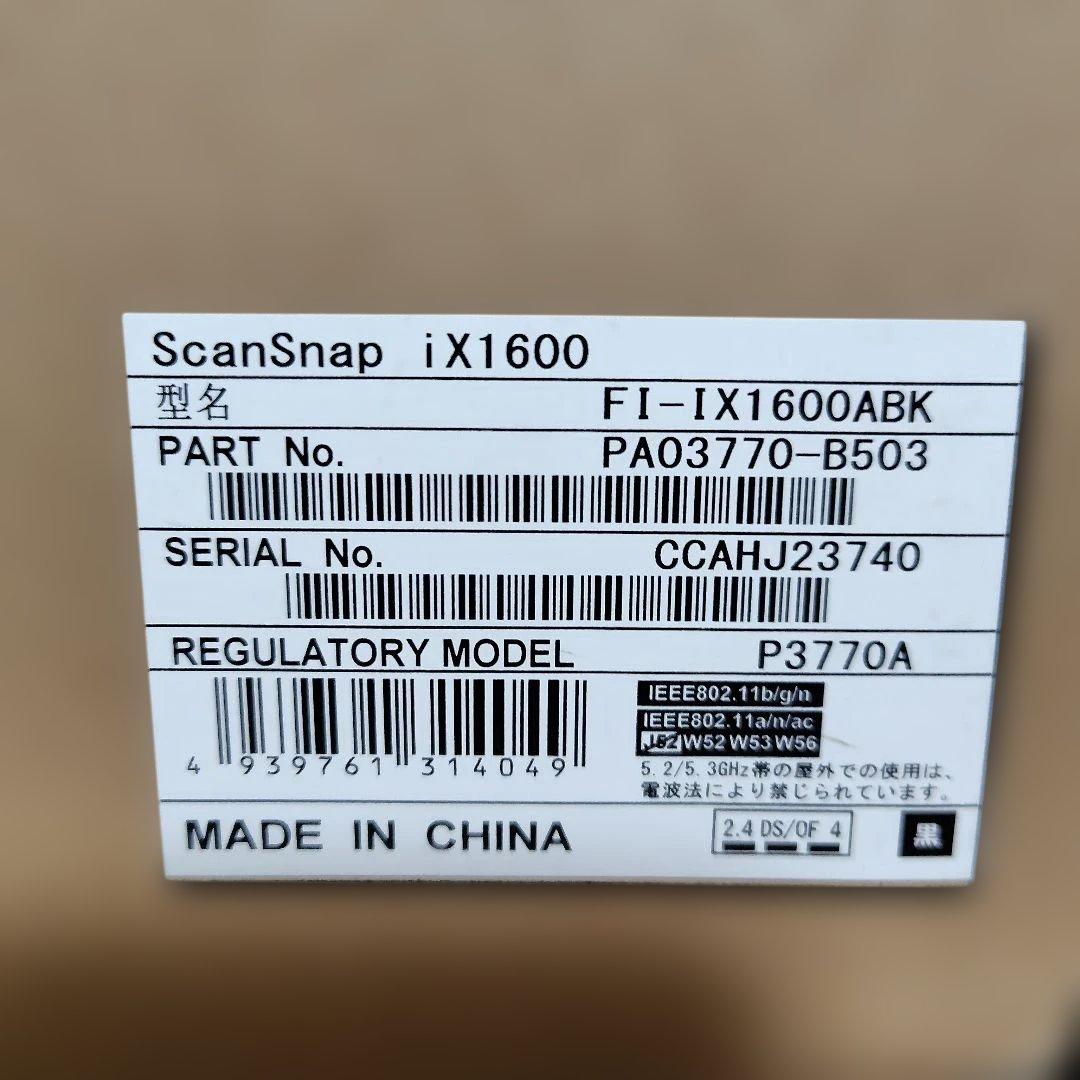 ScanSnap iX1600
型名 FI-IX1600ABK
PART No. PA03770-B503
SERIAL No. CCAHJ23740
REGULATORY MODEL P3770A
4 939761 314049
IEEE802.11b/g/n
IEEE802.11a/n/ac
J52 W52 W53 W56
5.2/5.3GHz帯の屋外での使用は、
電波法により禁じられています。
MADE IN CHINA
2.4 DS/OF 4
黒